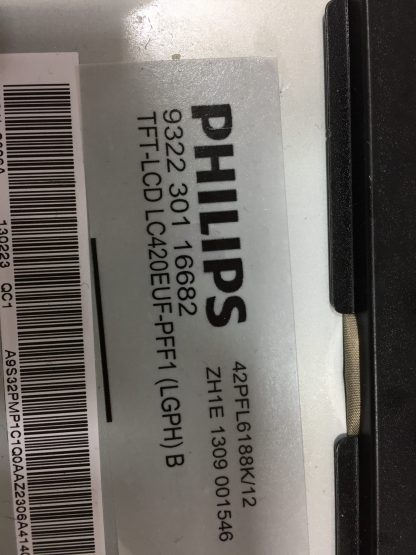 PHILIPS
42PFL6188K/12
ZH1E 1309 001546
9322 301 16682
TFT-LCD LC420EUF-PFF1 (LGPH) B
130223 QC1